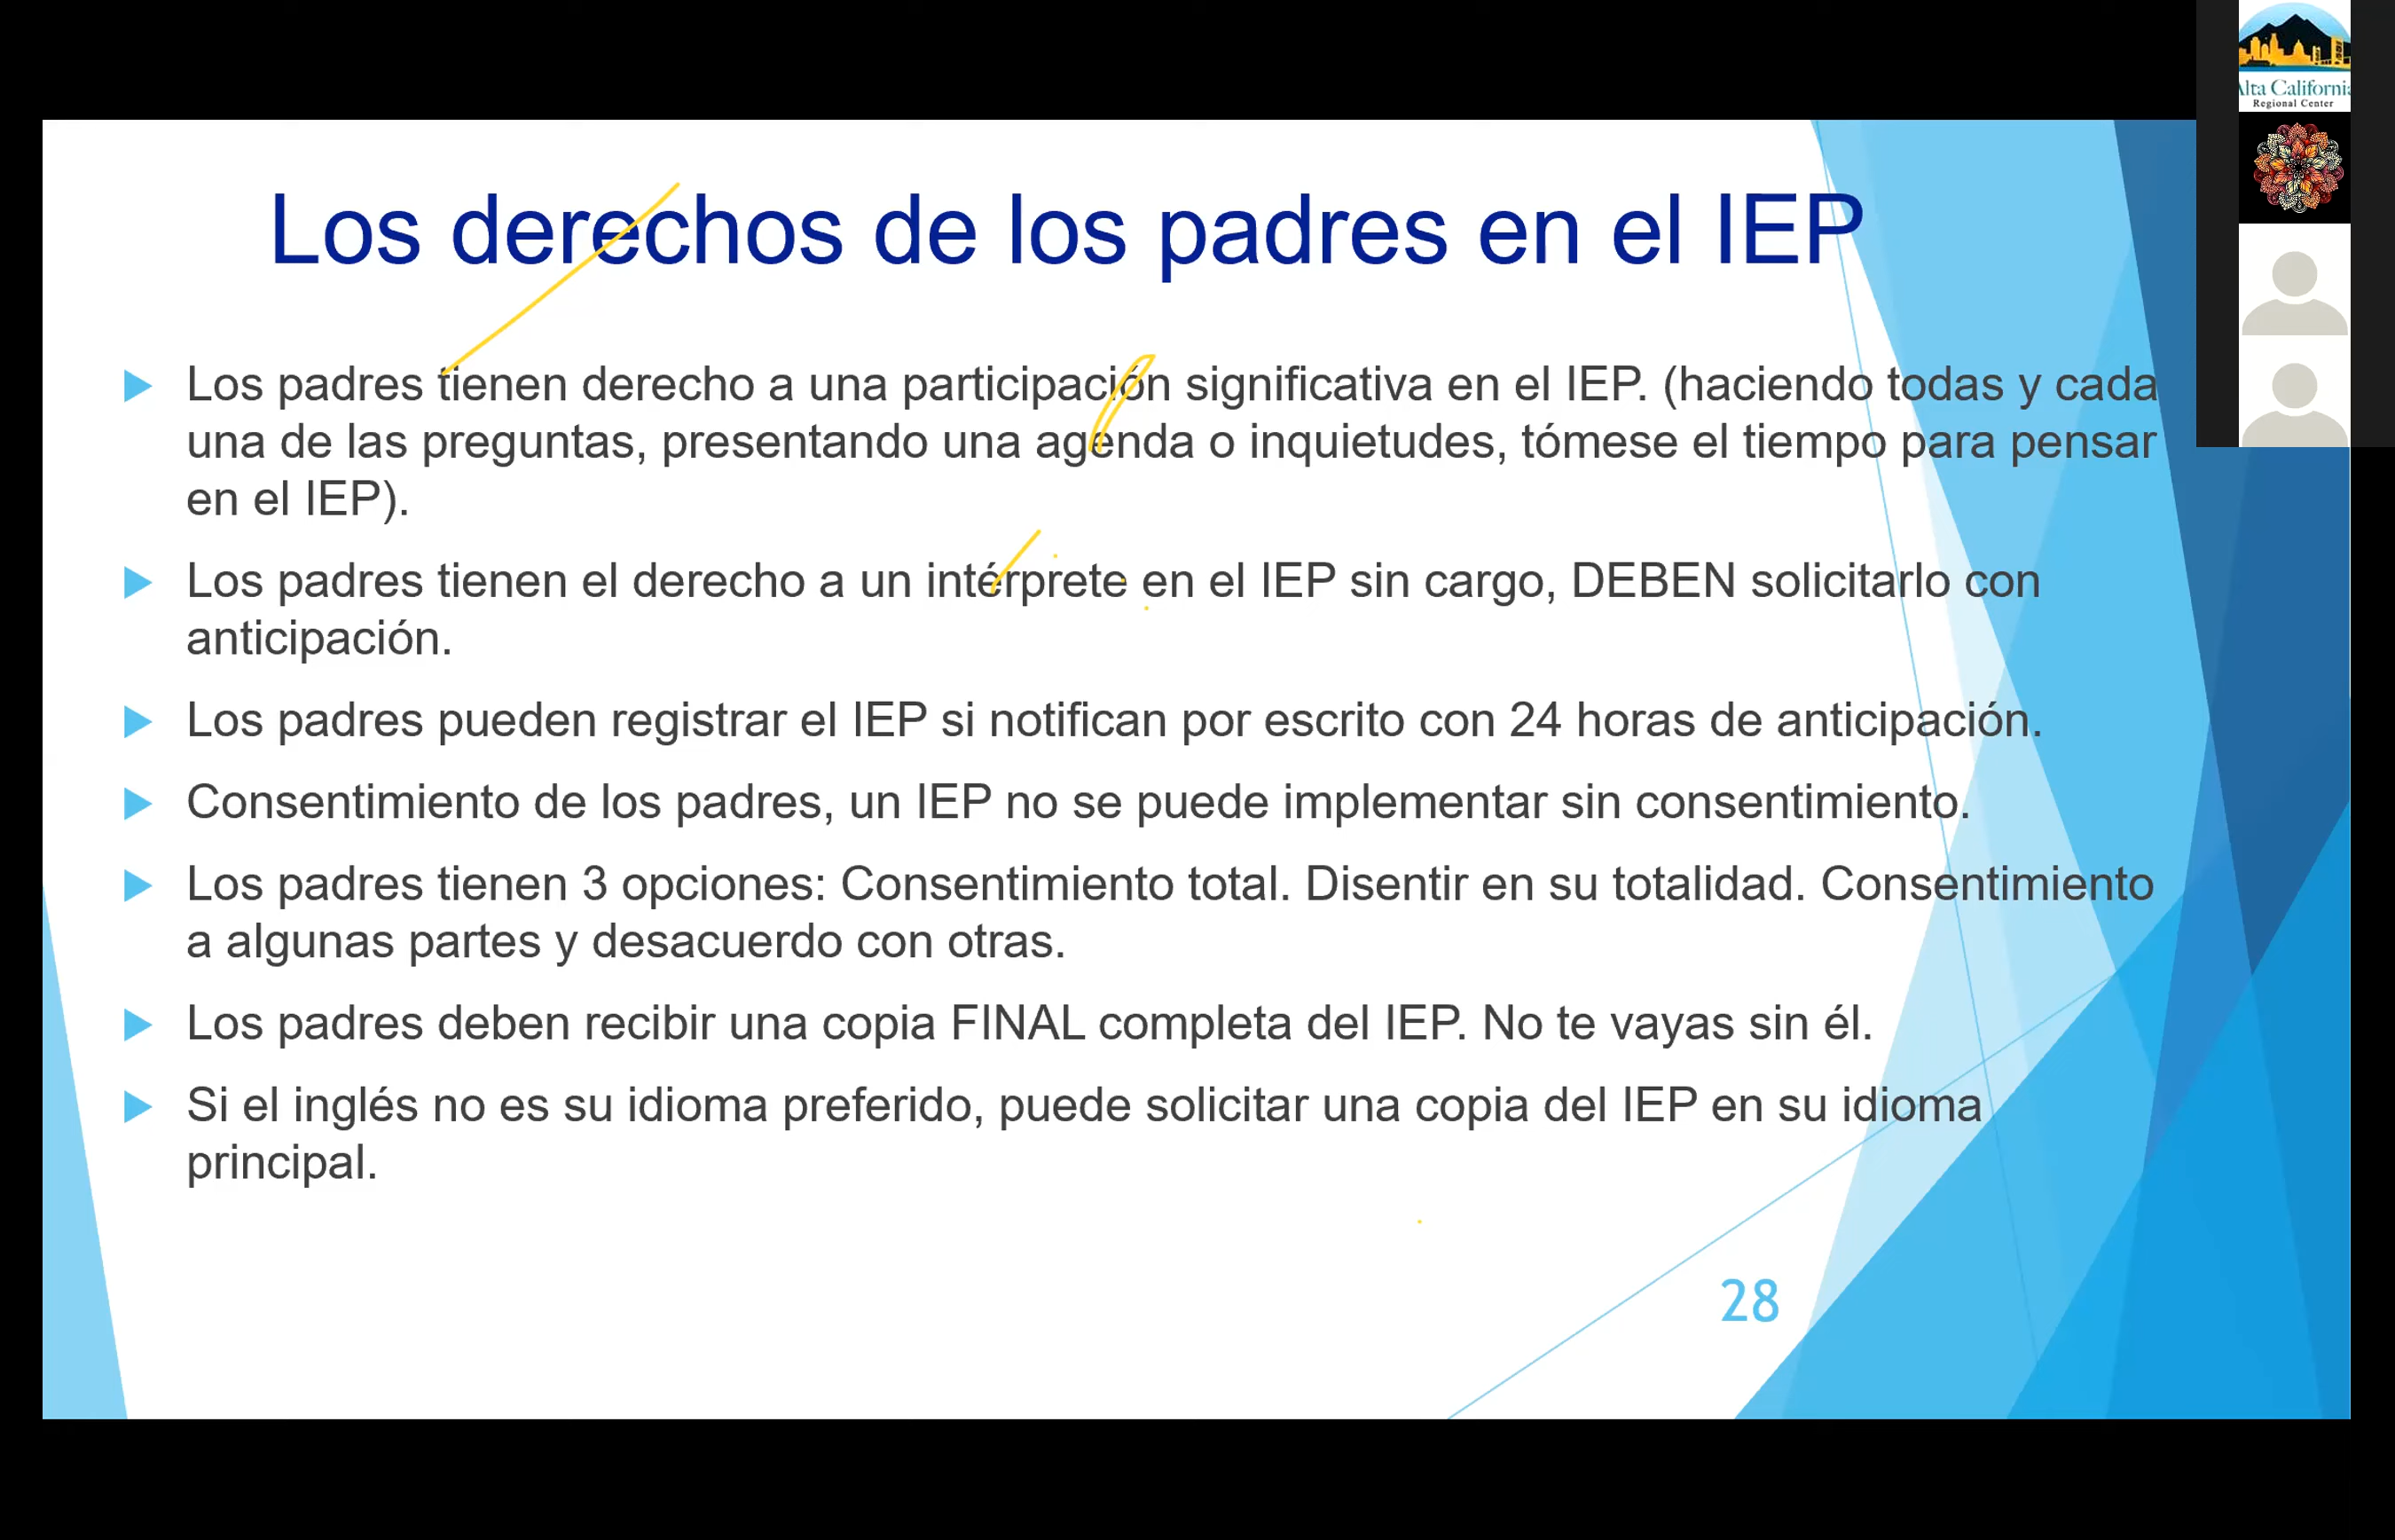 Alta California
Regional Center
Los derechos de los padres en el IEP
Los padres tienen derecho a una participación significativa en el IEP. (haciendo todas y cada
una de las preguntas, presentando una agenda o inquietudes, tómese el tiempo para pensar
en el IEP).
Los padres tienen el derecho a un intérprete en el IEP sin cargo, DEBEN solicitarlo con
anticipación.
Los padres pueden registrar el IEP si notifican por escrito con 24 horas de anticipación.
Consentimiento de los padres, un IEP no se puede implementar sin consentimiento.
Los padres tienen 3 opciones: Consentimiento total. Disentir en su totalidad. Consentimiento
a algunas partes y desacuerdo con otras.
Los padres deben recibir una copia FINAL completa del IEP. No te vayas sin él.
Si el inglés no es su idioma preferido, puede solicitar una copia del IEP en su idioma
principal.
28